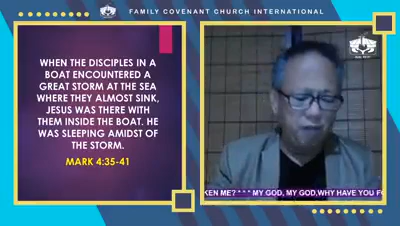 FAMILY COVENANT CHURCH INTERNATIONAL
WHEN THE DISCIPLES IN A
BOAT ENCOUNTERED A
GREAT STORM AT THE SEA
WHERE THEY ALMOST SINK,
JESUS WAS THERE WITH
THEM INSIDE THE BOAT. HE
WAS SLEEPING AMIDST OF
THE STORM.
MARK 4:35-41
KEN ME? * * * MY GOD, MY GOD,WHY HAVE YOU FO